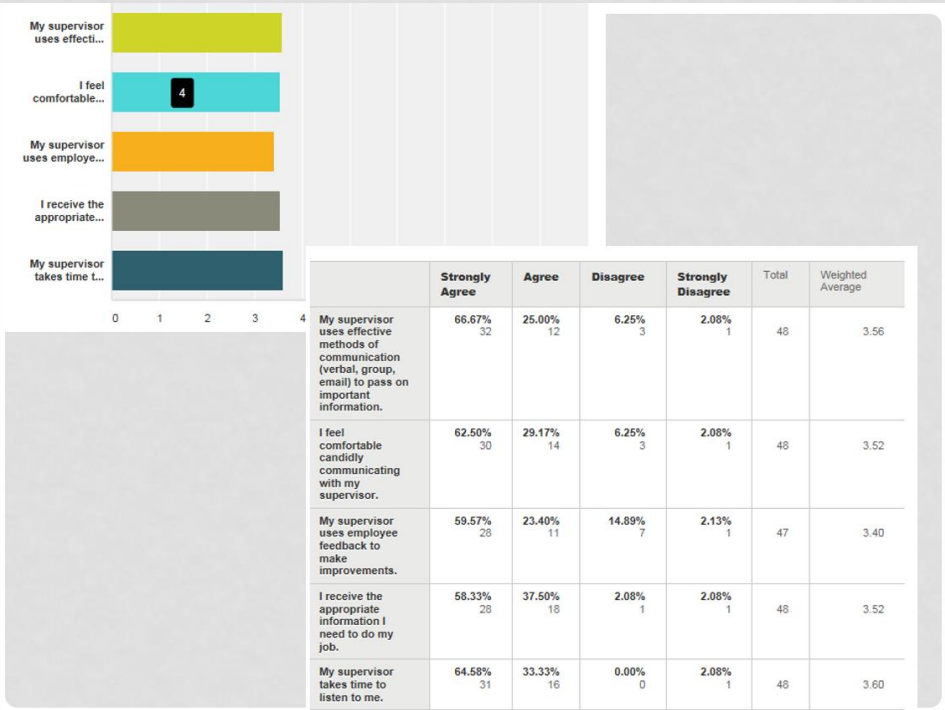 My supervisor
uses effecti...
I feel
comfortable...
4
My supervisor
uses employe...
I receive the
appropriate...
My supervisor
takes time t...
0 1 2 3 4
Strongly Agree Agree Disagree Strongly Disagree Total Weighted Average
My supervisor
uses effective
methods of
communication
(verbal, group,
email) to pass on
important
information.
66.67% 25.00% 6.25% 2.08%
32 12 3 1 48 3.56
I feel
comfortable
candidly
communicating
with my
supervisor.
62.50% 29.17% 6.25% 2.08%
30 14 3 1 48 3.52
My supervisor
uses employee
feedback to
make
improvements.
59.57% 23.40% 14.89% 2.13%
28 11 7 1 47 3.40
I receive the
appropriate
information I
need to do my
job.
58.33% 37.50% 2.08% 2.08%
28 18 1 1 48 3.52
My supervisor
takes time to
listen to me.
64.58% 33.33% 0.00% 2.08%
31 16 0 1 48 3.60